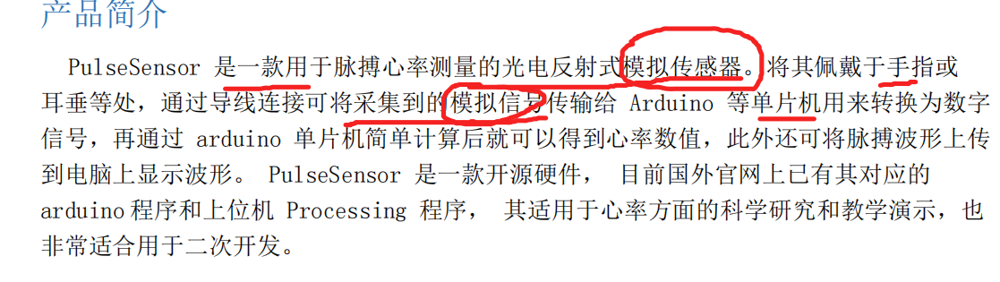 产品简介
PulseSensor 是一款用于脉搏心率测量的光电反射式模拟传感器。将其佩戴于手指或
耳垂等处，通过导线连接可将采集到的模拟信号传输给 Arduino 等单片机用来转换为数字
信号，再通过 arduino 单片机简单计算后就可以得到心率数值，此外还可将脉搏波形上传
到电脑上显示波形。 PulseSensor 是一款开源硬件， 目前国外官网上已有其对应的
arduino 程序和上位机 Processing 程序， 其适用于心率方面的科学研究和教学演示，也
非常适合用于二次开发。